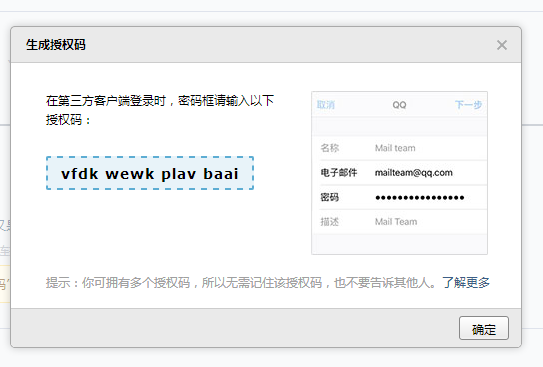 生成授权码
在第三方客户端登录时，密码框请输入以下
授权码：
vfdk wewk plav baai
取消 QQ 下一步
名称 Mail team
电子邮件 mailteam@qq.com
密码 ●●●●●●●●●●●●●●●●
描述 Mail Team
提示：你可拥有多个授权码，所以无需记住该授权码，也不要告诉其他人。了解更多
确定